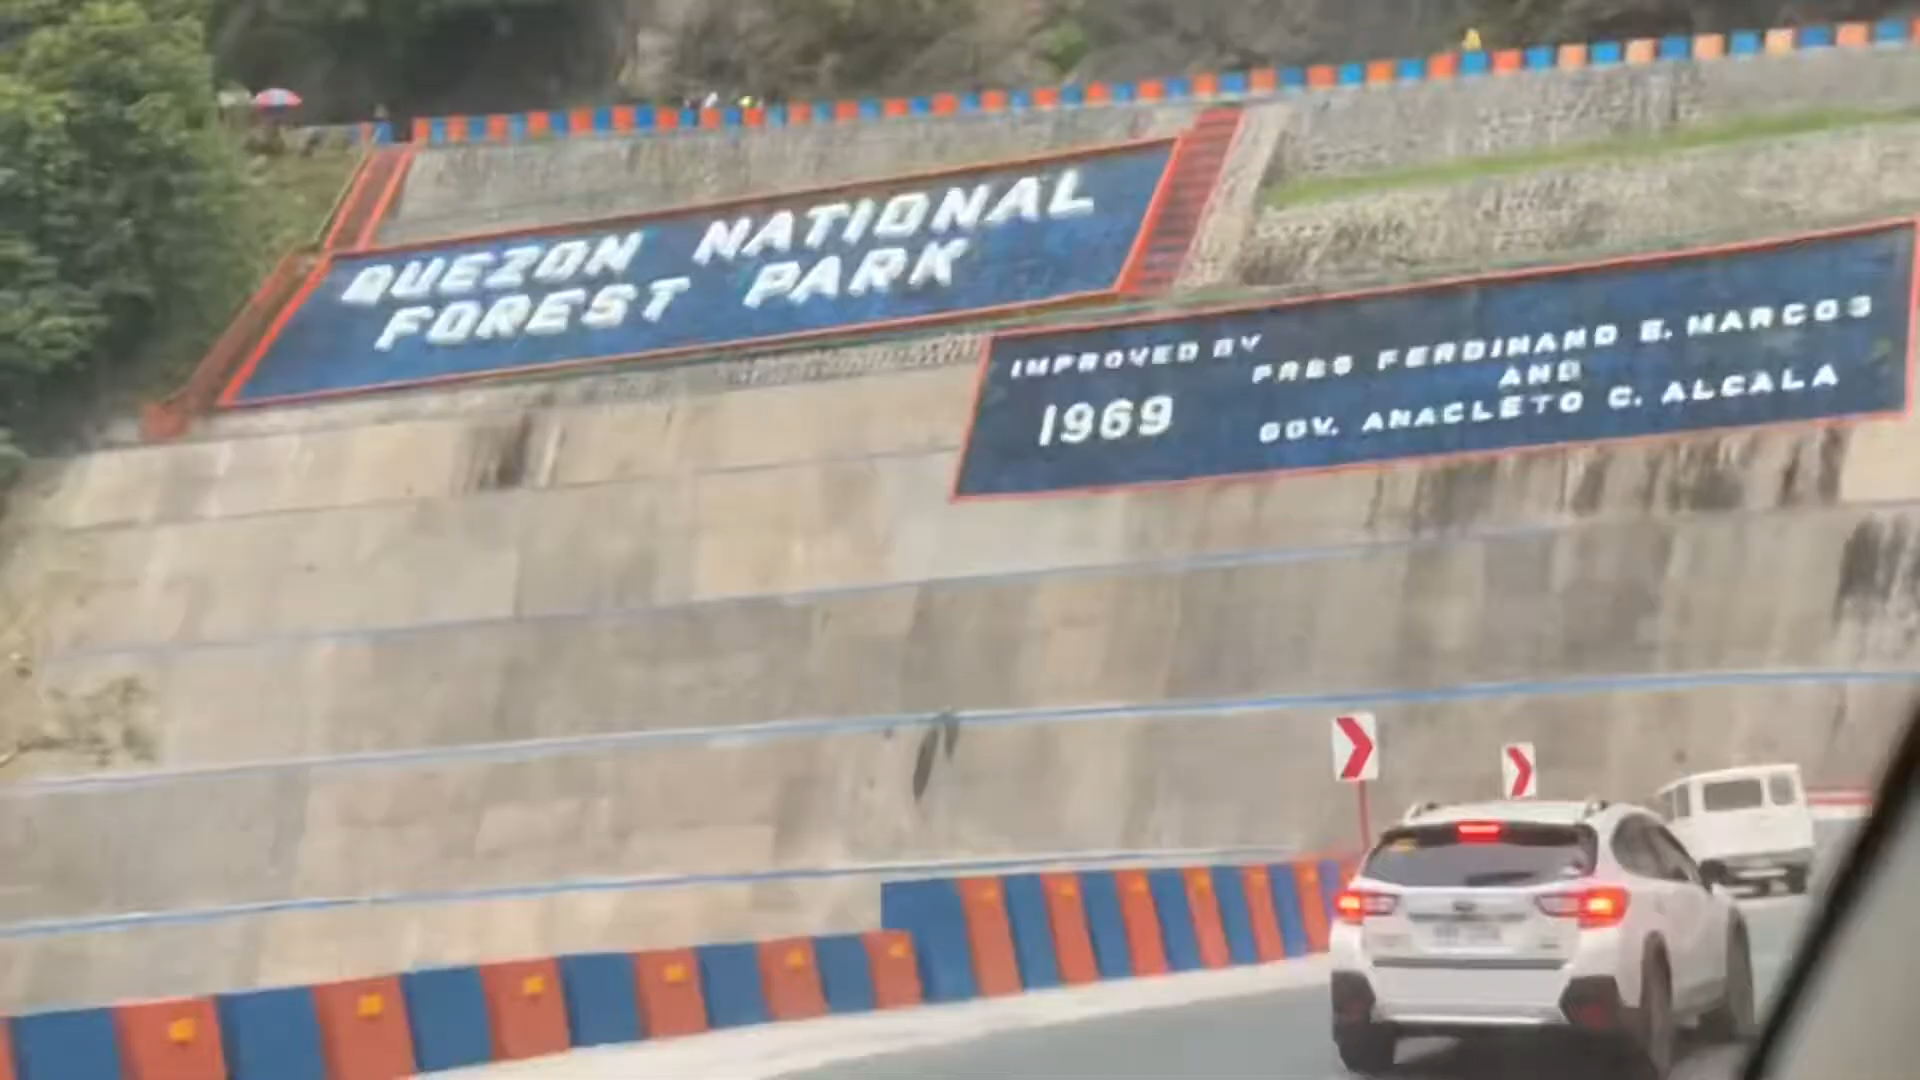 QUEZON NATIONAL
FOREST PARK
IMPROVED BY
1969
PRES FERDINAND E. MARCOS
AND
GOV. ANACLETO C. ALCALA